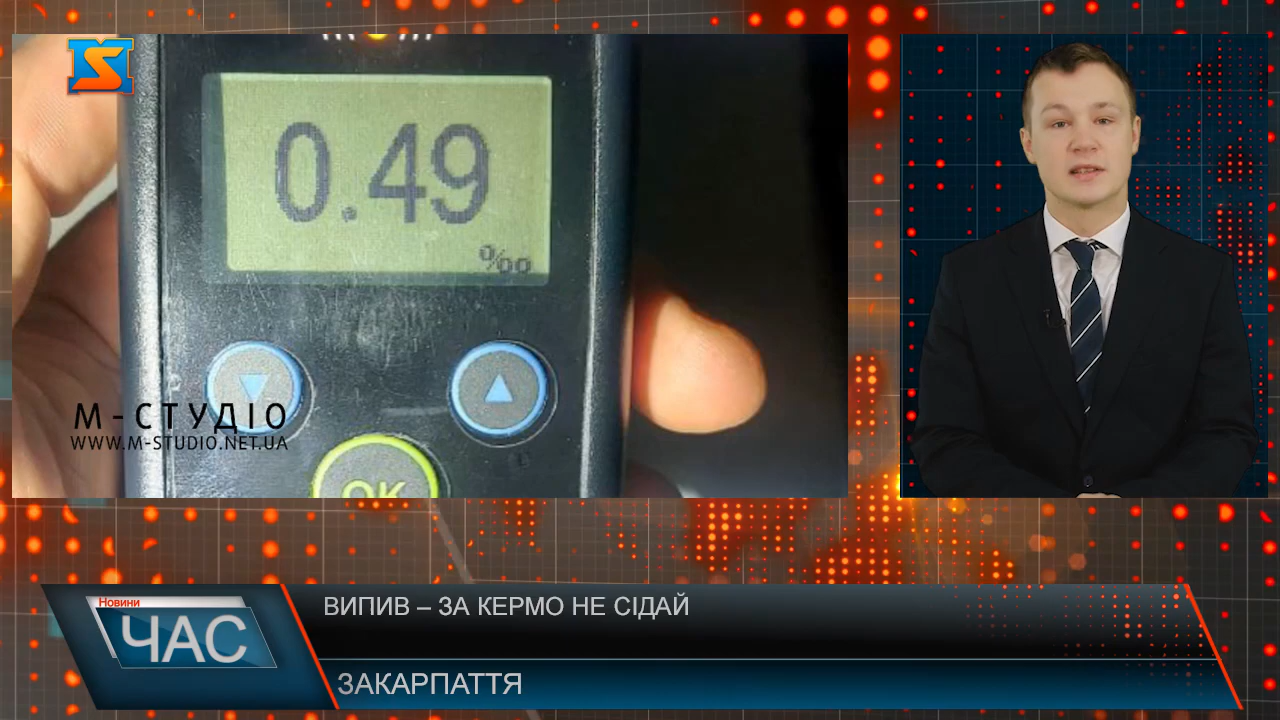 0.49
‰
М-СТУДІО
WWW.M-STUDIO.NET.UA
OK
Новини
ЧАС
ВИПИВ – ЗА КЕРМО НЕ СІДАЙ
ЗАКАРПАТТЯ